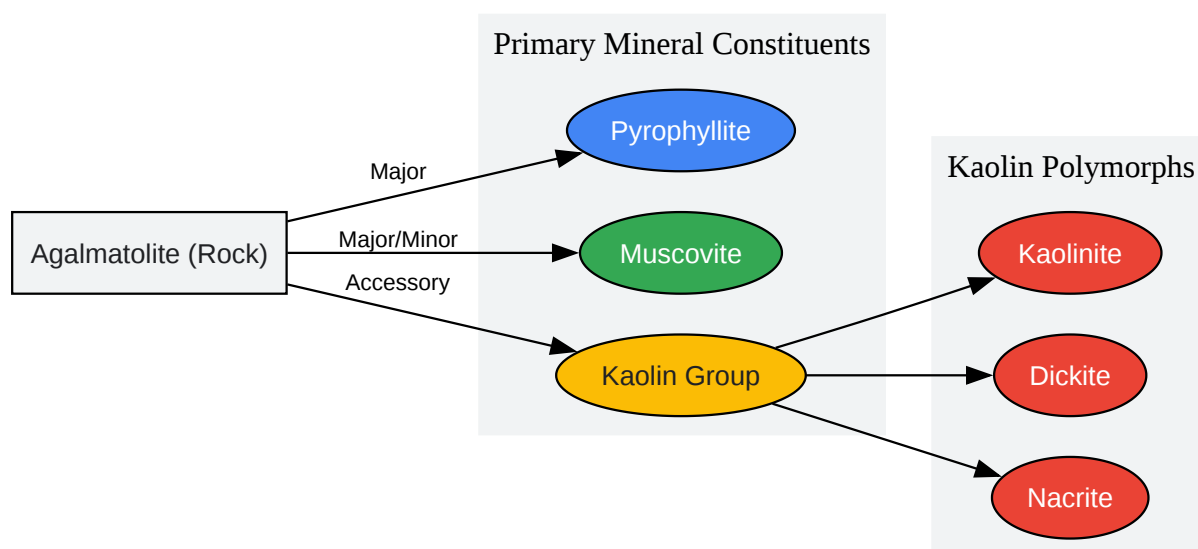 Primary Mineral Constituents
Pyrophyllite
Kaolin Polymorphs
Major
Agalmatolite (Rock)
Major/Minor
Muscovite
Kaolinite
Accessory
Kaolin Group
Dickite
Nacrite